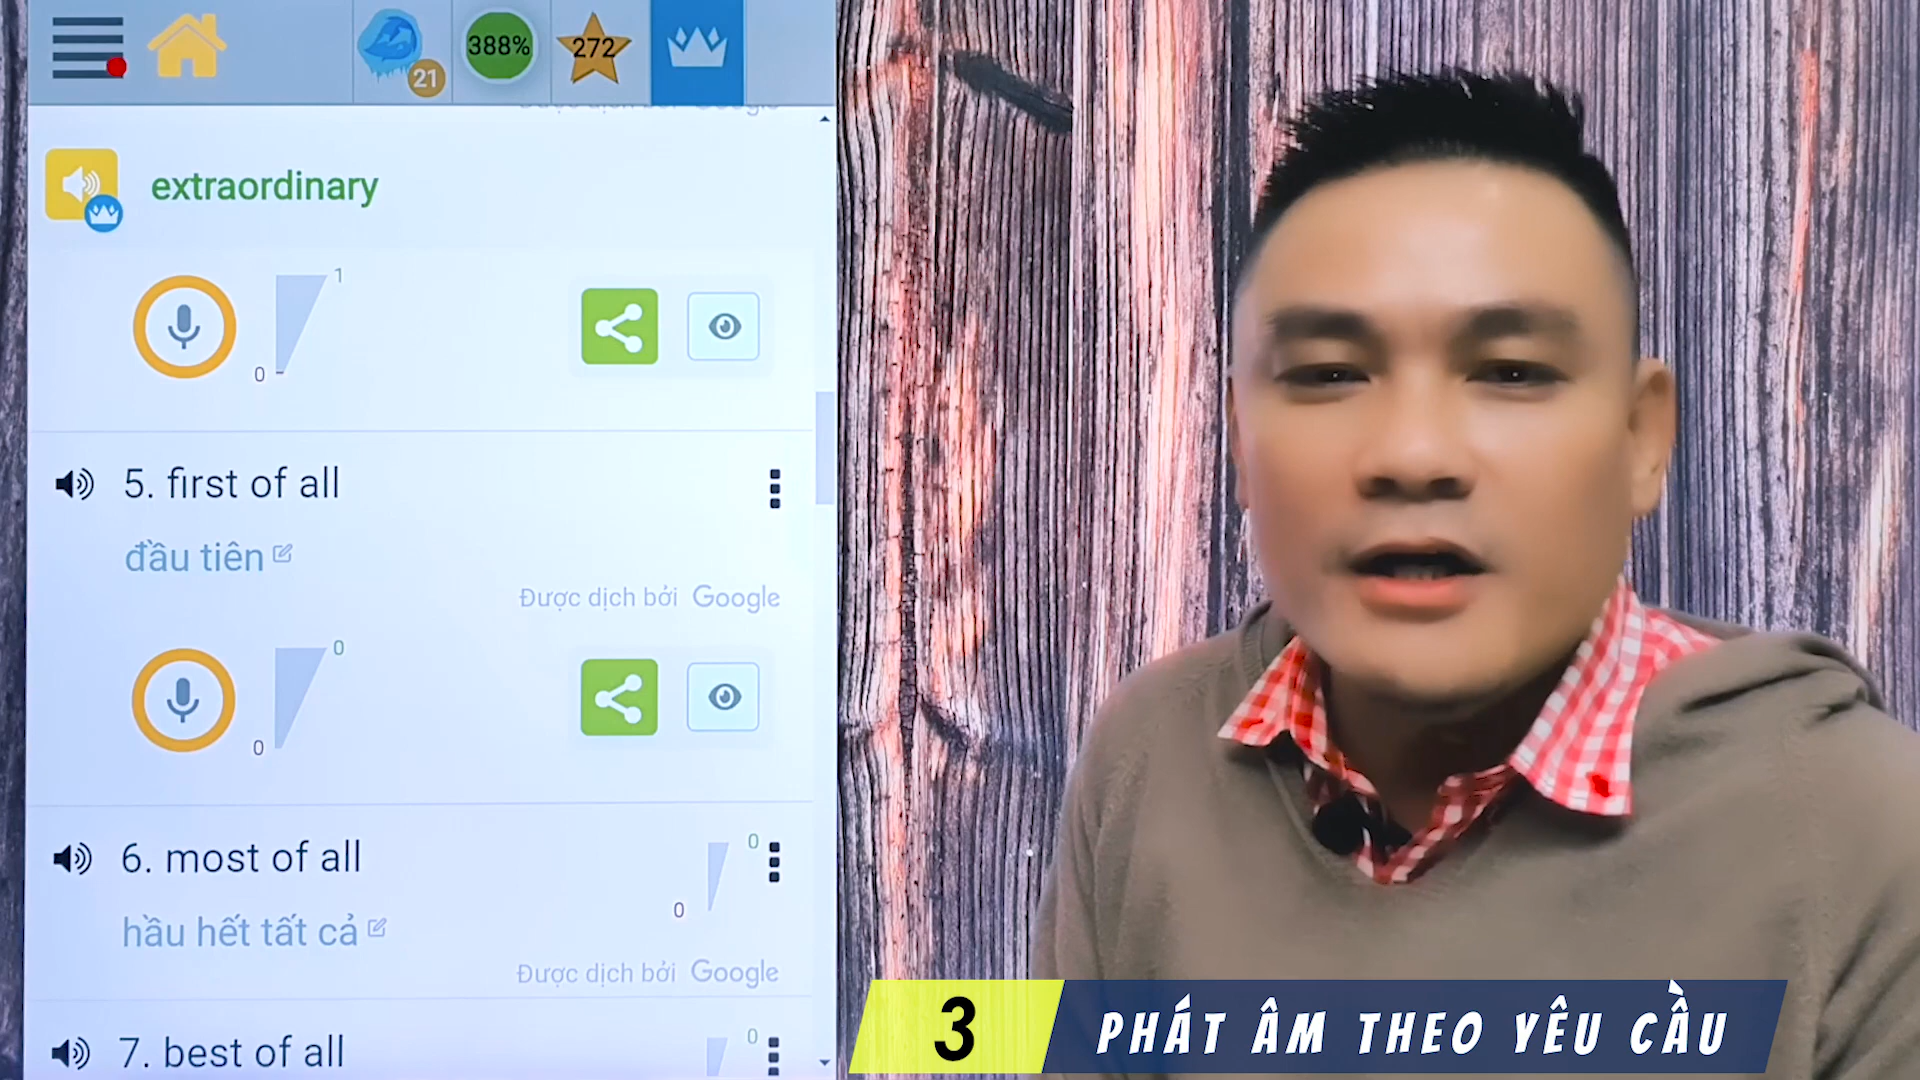 21
388%
272
extraordinary
1
0
5. first of all
đầu tiên
Được dịch bởi Google
0
0
6. most of all
0
0
hầu hết tất cả
Được dịch bởi Google
7. best of all
0
3
PHÁT ÂM THEO YÊU CẦU